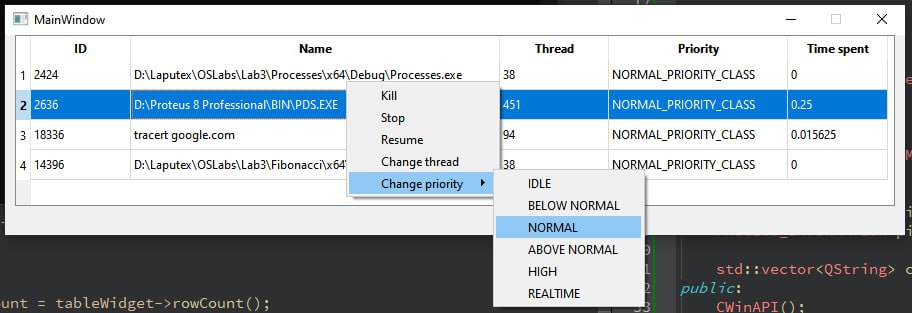 MainWindow
ID Name Thread Priority Time spent
1 2424 D:\Laputex\OSLabs\Lab3\Processes\x64\Debug\Processes.exe 38 NORMAL_PRIORITY_CLASS 0
2 2636 D:\Proteus 8 Professional\BIN\PDS.EXE 451 NORMAL_PRIORITY_CLASS 0.25
3 18336 tracert google.com 94 NORMAL_PRIORITY_CLASS 0.015625
4 14396 D:\Laputex\OSLabs\Lab3\Fibonacci\x64\ 38 NORMAL_PRIORITY_CLASS 0
Kill
Stop
Resume
Change thread
Change priority
IDLE
BELOW NORMAL
NORMAL
ABOVE NORMAL
HIGH
REALTIME
std::vector<QString>
public:
= tableWidget->rowCount();
33 CWinAPI();